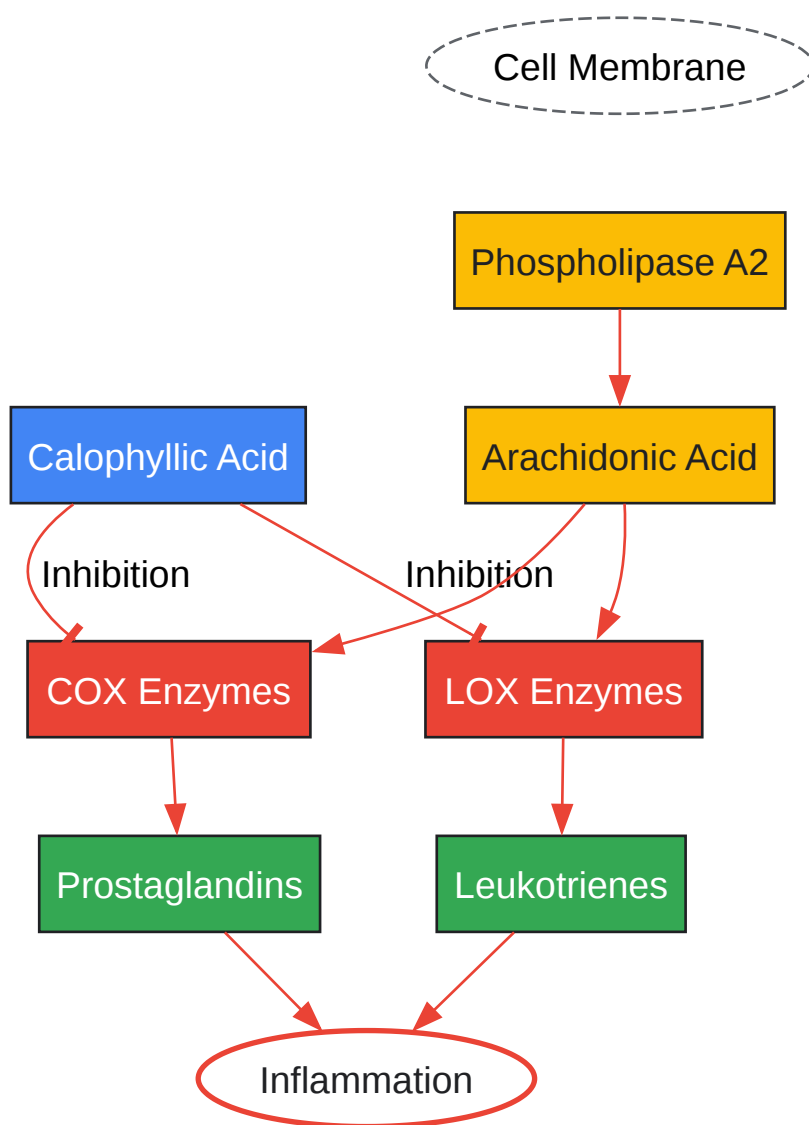 Cell Membrane
Phospholipase A2
Calophyllic Acid
Arachidonic Acid
Inhibition
Inhibition
COX Enzymes
LOX Enzymes
Prostaglandins
Leukotrienes
Inflammation